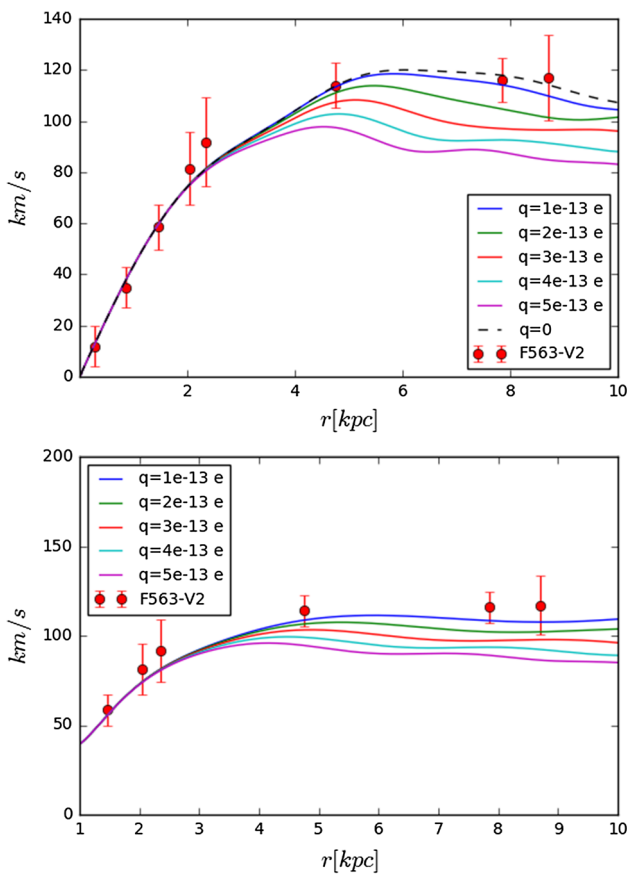 140
120
100
80
60
40
20
0
km/s
q=1e-13 e
q=2e-13 e
q=3e-13 e
q=4e-13 e
q=5e-13 e
q=0
F563-V2
2
4
6
8
10
r[kpc]
200
150
100
50
0
km/s
q=1e-13 e
q=2e-13 e
q=3e-13 e
q=4e-13 e
q=5e-13 e
F563-V2
1
2
3
4
5
6
7
8
9
10
r[kpc]